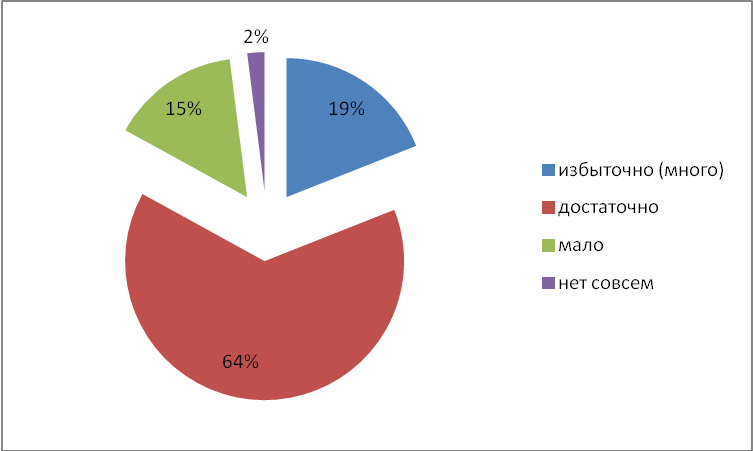 2%
15%
19%
64%
избыточно (много)
достаточно
мало
нет совсем